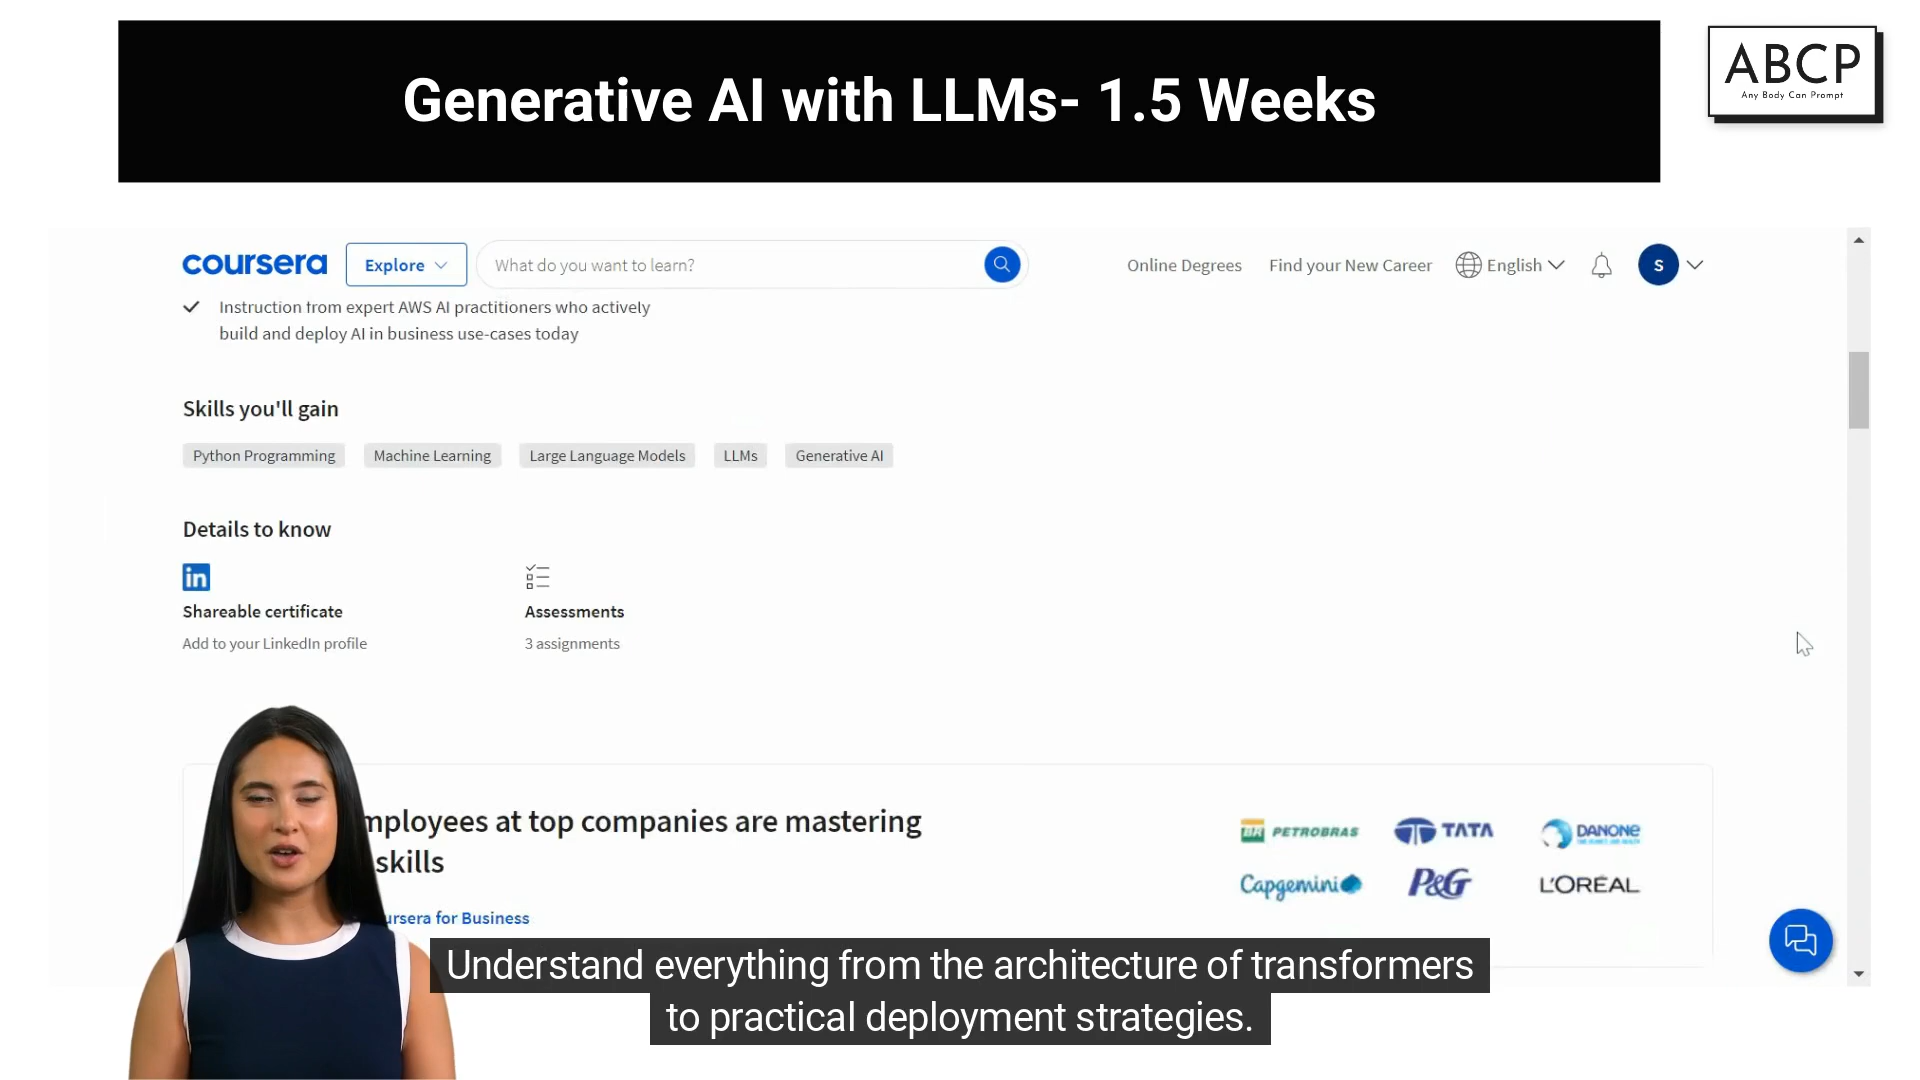 Generative AI with LLMs- 1.5 Weeks
ABCP
Any Body Can Prompt
coursera
Explore
What do you want to learn?
Online Degrees
Find your New Career
English
S
Instruction from expert AWS AI practitioners who actively
build and deploy AI in business use-cases today
Skills you'll gain
Python Programming
Machine Learning
Large Language Models
LLMs
Generative AI
Details to know
in
Shareable certificate
Add to your LinkedIn profile
Assessments
3 assignments
mployees at top companies are mastering
skills
ursera for Business
BR PETROBRAS
TATA
DANONE
Capgemini
P&G
L'ORÉAL
Understand everything from the architecture of transformers
to practical deployment strategies.